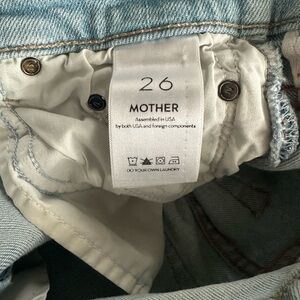 26
MOTHER
Assembled in USA
by both USA and foreign components
DO YOUR OWN LAUNDRY